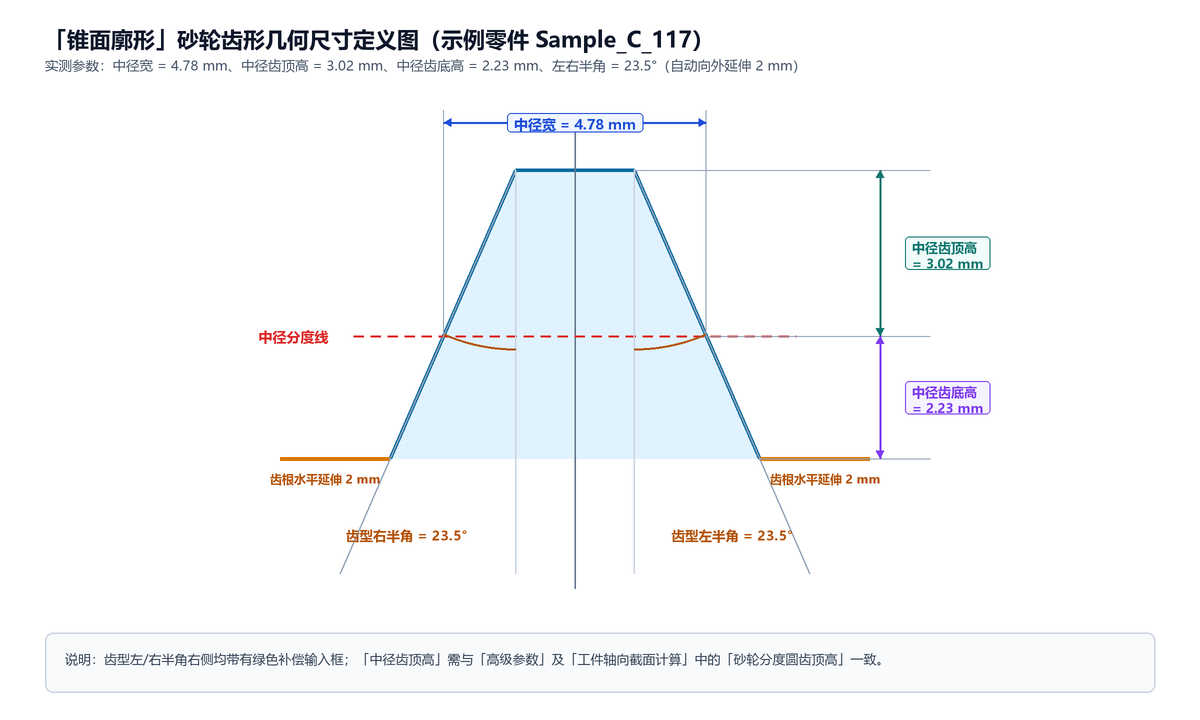 「锥面廓形」砂轮齿形几何尺寸定义图（示例零件 Sample_C_117）
实测参数：中径宽 = 4.78 mm、中径齿顶高 = 3.02 mm、中径齿底高 = 2.23 mm、左右半角 = 23.5°（自动向外延伸 2 mm）
中径宽 = 4.78 mm
中径齿顶高
= 3.02 mm
中径分度线
中径齿底高
= 2.23 mm
齿根水平延伸 2 mm
齿根水平延伸 2 mm
齿型右半角 = 23.5°
齿型左半角 = 23.5°
说明：齿型左/右半角右侧均带有绿色补偿输入框；「中径齿顶高」需与「高级参数」及「工件轴向截面计算」中的「砂轮分度圆齿顶高」一致。